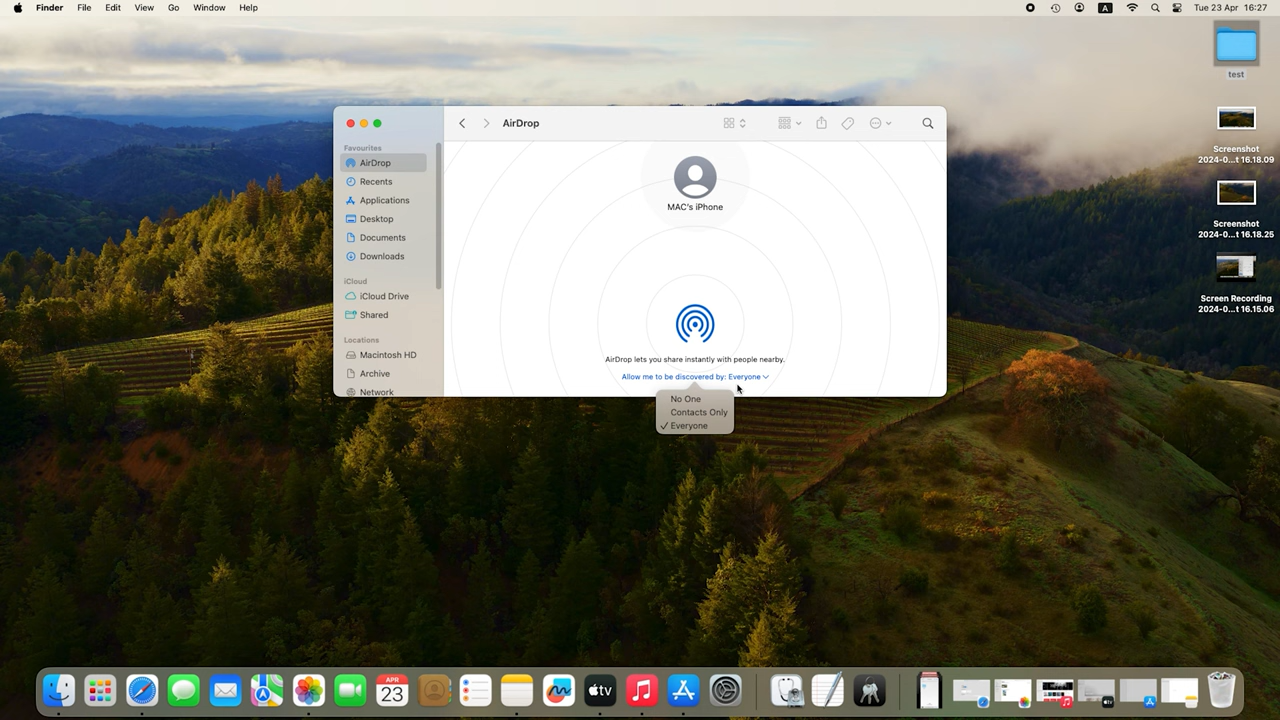 Finder File Edit View Go Window Help A Tue 23 Apr 16:27
test
Screenshot
2024-0...t 16.18.09
Screenshot
2024-0...t 16.18.25
Screen Recording
2024-0...t 16.15.06
AirDrop
Favourites
AirDrop
Recents
Applications
Desktop
Documents
Downloads
iCloud
iCloud Drive
Shared
Locations
Macintosh HD
Archive
Network
MAC's iPhone
AirDrop lets you share instantly with people nearby.
Allow me to be discovered by: Everyone
No One
Contacts Only
Everyone
APR
23
tv